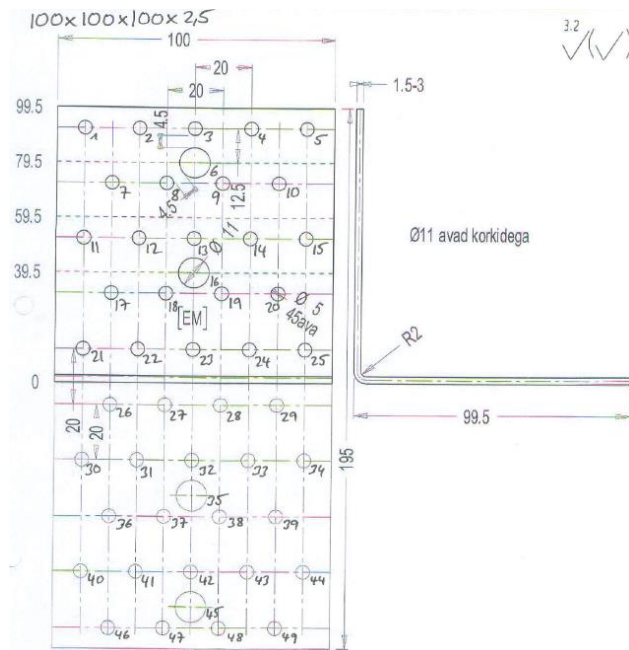 100x100x100x2,5
3.2
100
20
1.5-3
20
99.5
4.5
1 2 3 4 5
79.5
6
7 8 9 10
4.5
12.5
59.5
11 12 13 14 15
Ø 11
Ø11 avad korkidega
39.5
16
17 18 19 20
Ø 5
45ava
[EM]
R2
21 22 23 24 25
0
26 27 28 29
99.5
20
20
195
30 31 32 33 34
35
36 37 38 39
40 41 42 43 44
45
46 47 48 49